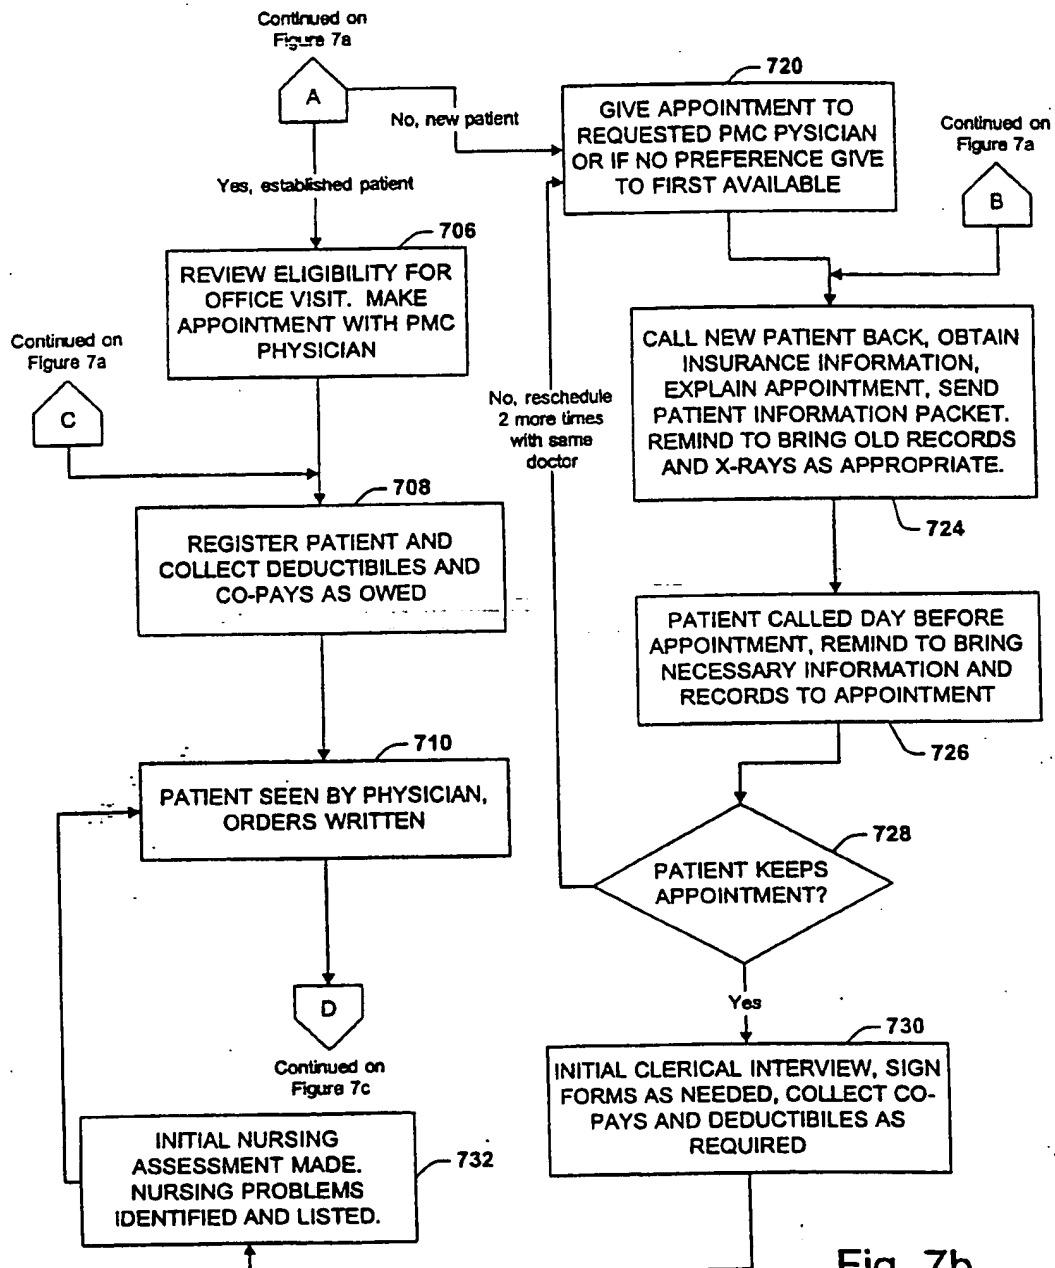 Continued on
Figure 7a
A
No, new patient
Yes, established patient
720
GIVE APPOINTMENT TO
REQUESTED PMC PYSICIAN
OR IF NO PREFERENCE GIVE
TO FIRST AVAILABLE
Continued on
Figure 7a
B
706
REVIEW ELIGIBILITY FOR
OFFICE VISIT. MAKE
APPOINTMENT WITH PMC
PHYSICIAN
Continued on
Figure 7a
C
No, reschedule
2 more times
with same
doctor
CALL NEW PATIENT BACK, OBTAIN
INSURANCE INFORMATION,
EXPLAIN APPOINTMENT, SEND
PATIENT INFORMATION PACKET.
REMIND TO BRING OLD RECORDS
AND X-RAYS AS APPROPRIATE.
724
708
REGISTER PATIENT AND
COLLECT DEDUCTIBILES AND
CO-PAYS AS OWED
PATIENT CALLED DAY BEFORE
APPOINTMENT, REMIND TO BRING
NECESSARY INFORMATION AND
RECORDS TO APPOINTMENT
726
710
PATIENT SEEN BY PHYSICIAN,
ORDERS WRITTEN
728
PATIENT KEEPS
APPOINTMENT?
D
Continued on
Figure 7c
Yes
730
INITIAL CLERICAL INTERVIEW, SIGN
FORMS AS NEEDED, COLLECT CO-
PAYS AND DEDUCTIBILES AS
REQUIRED
INITIAL NURSING
ASSESSMENT MADE.
NURSING PROBLEMS
IDENTIFIED AND LISTED.
732
Fig. 7b